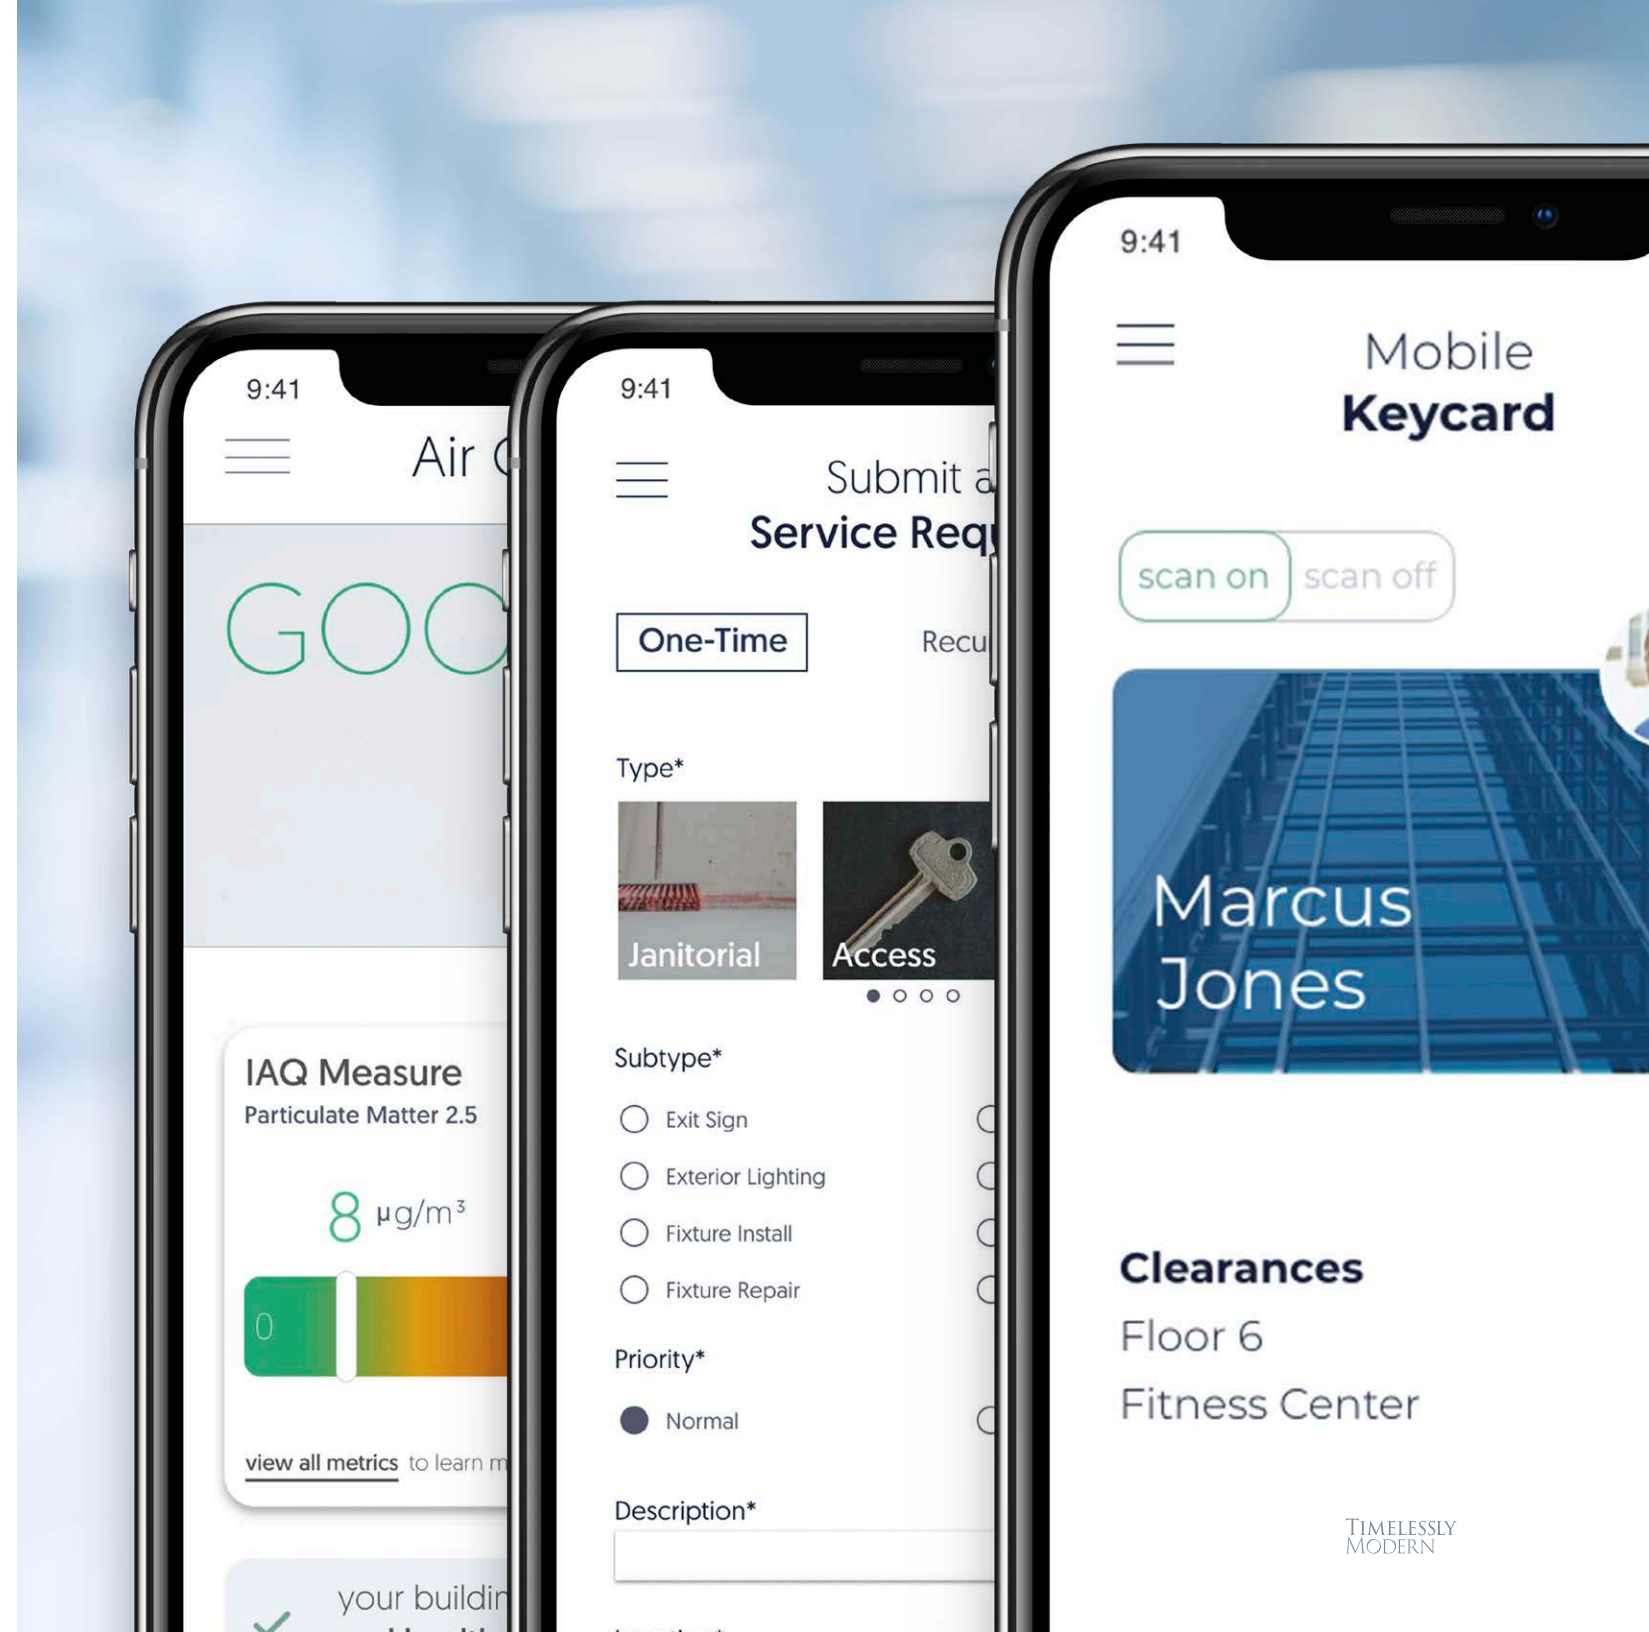 9:41
Air
GOO
IAQ Measure
Particulate Matter 2.5
8 µg/m³
0
view all metrics to learn
your
9:41
Submit a
Service
One-Time
Type*
Janitorial
Access
Subtype*
Exit Sign
Exterior Lighting
Fixture Install
Fixture Repair
Priority*
Normal
Description*
9:41
Mobile
Keycard
scan on
scan off
Marcus
Jones
Clearances
Floor 6
Fitness Center
TIMELESSLY
MODERN